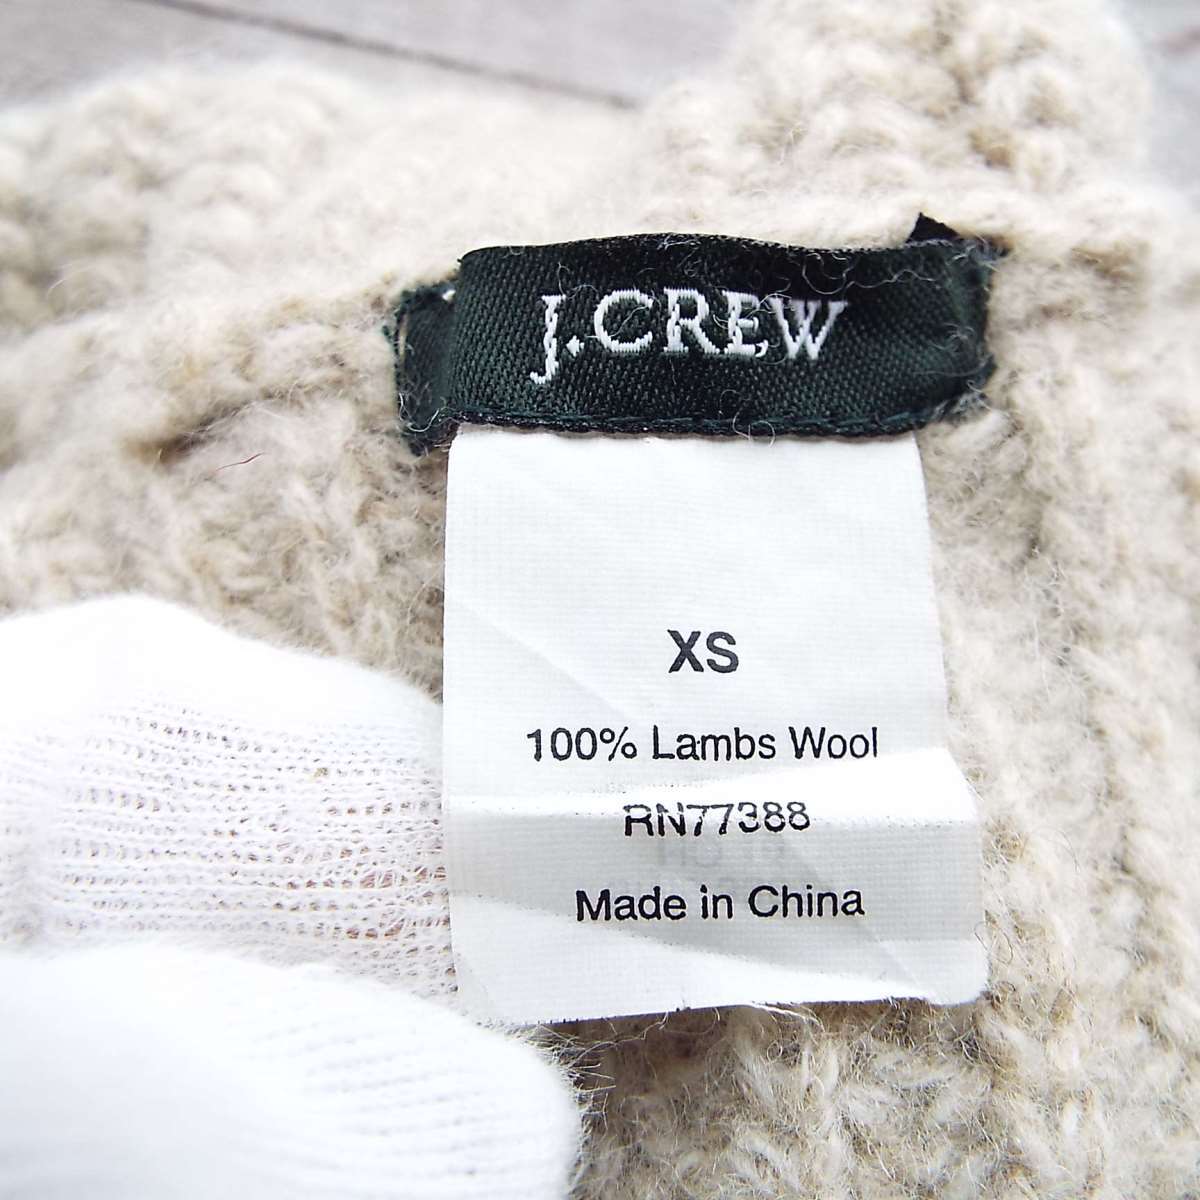 J.CREW
XS
100% Lambs Wool
RN77388
Made in China